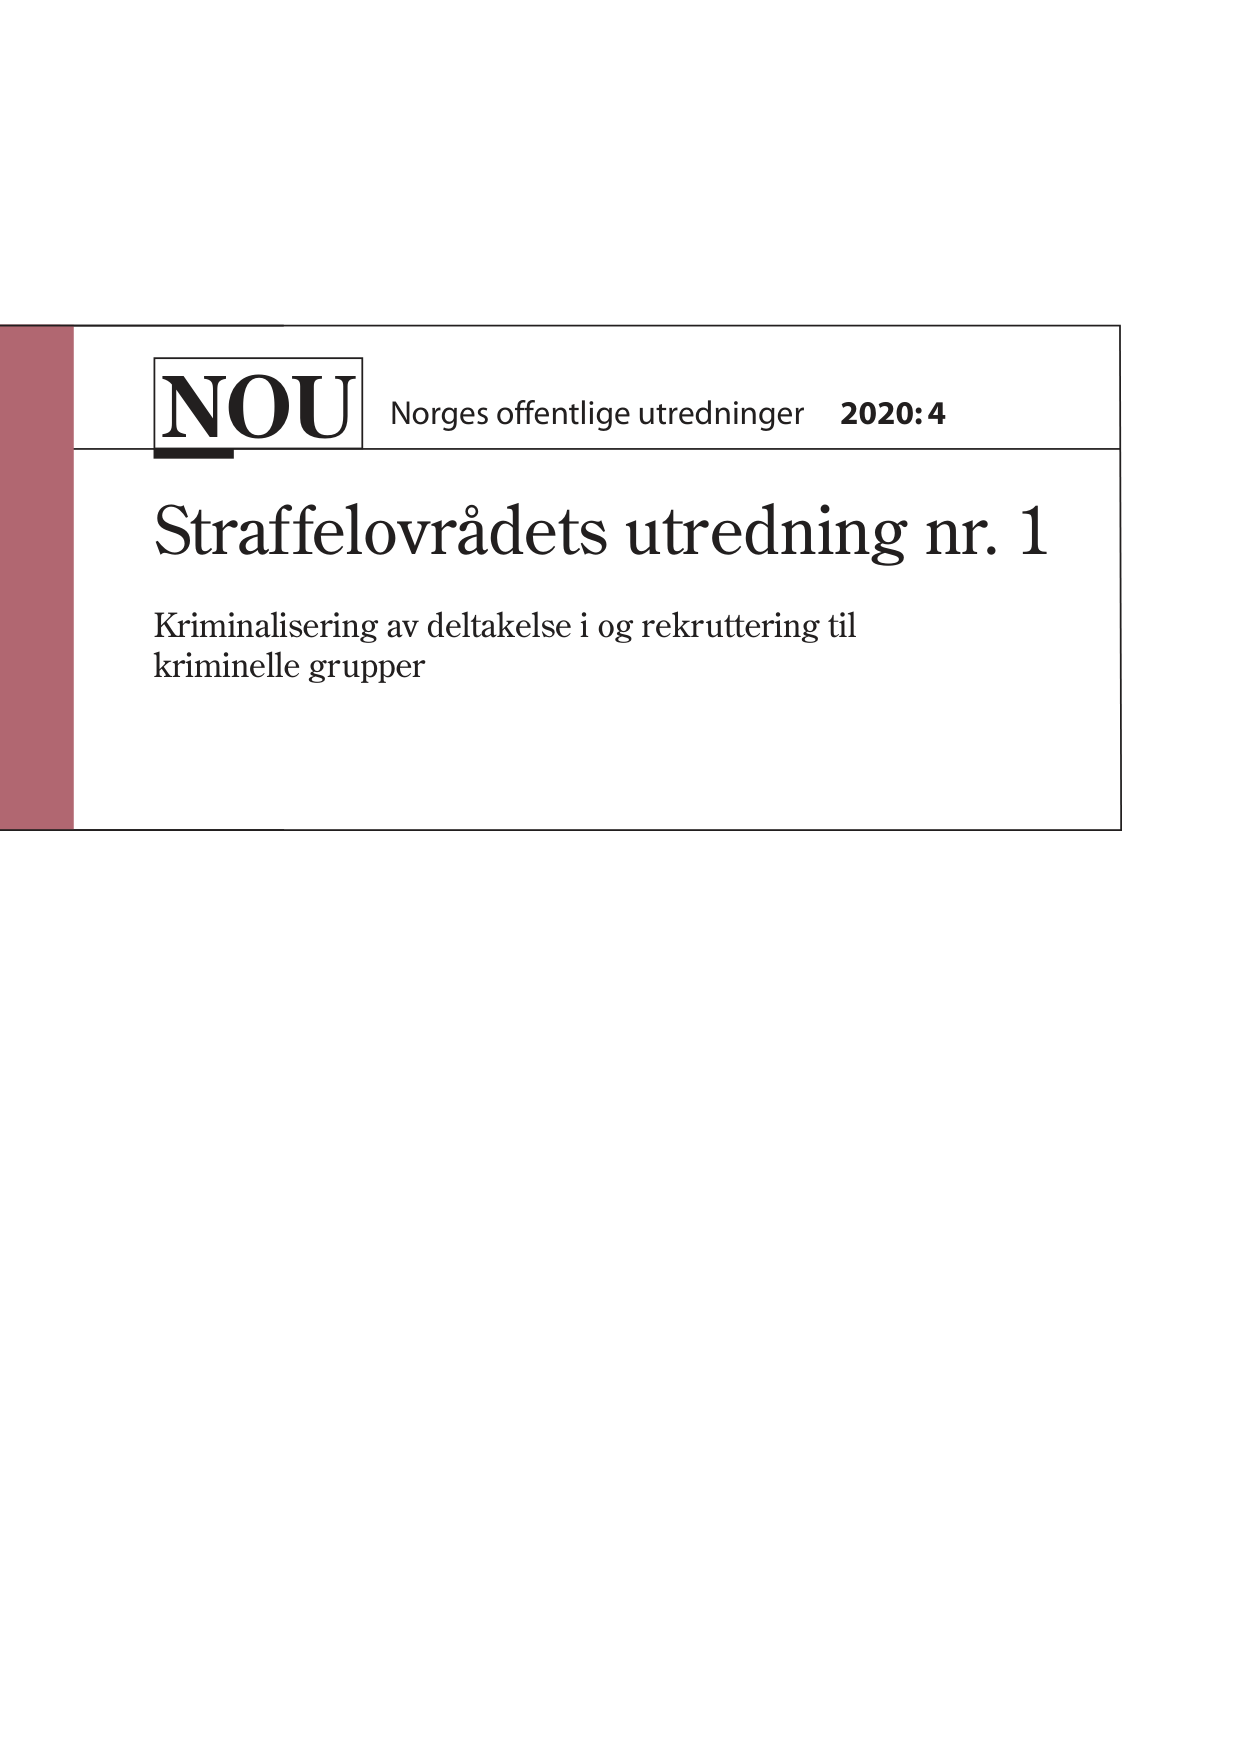 NOU Norges offentlige utredninger 2020: 4
Straffelovrådets utredning nr. 1
Kriminalisering av deltakelse i og rekruttering til
kriminelle grupper